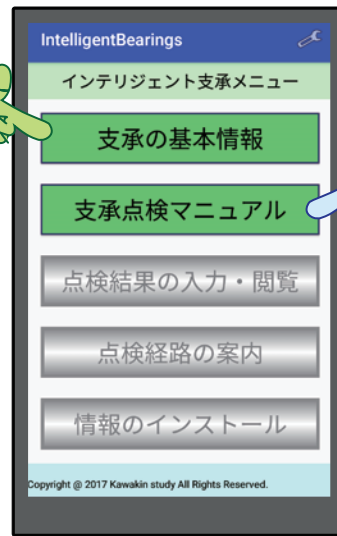 IntelligentBearings
インテリジェント支承メニュー
支承の基本情報
支承点検マニュアル
点検結果の入力・閲覧
点検経路の案内
情報のインストール
Copyright @ 2017 Kawakin study All Rights Reserved.